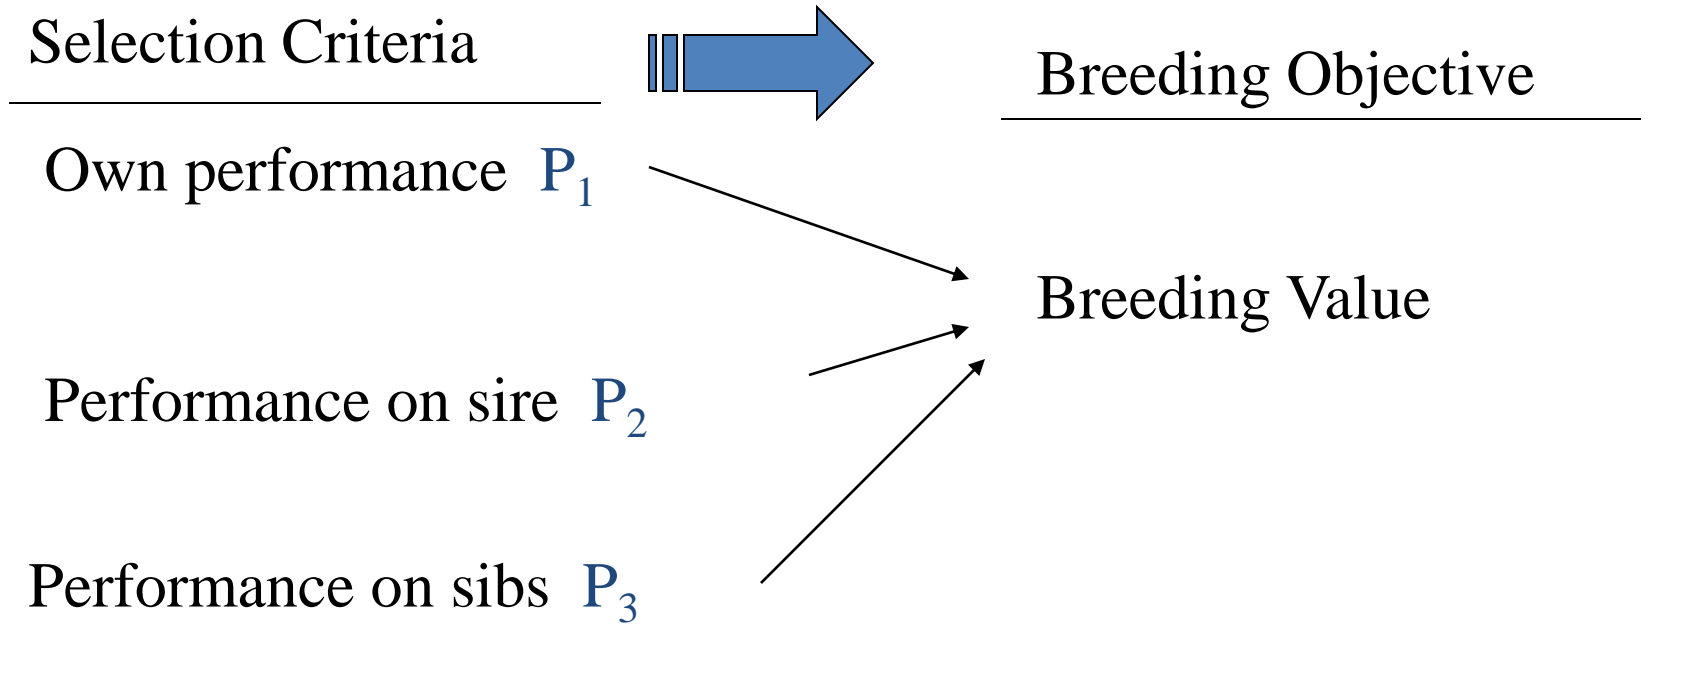 Selection Criteria
Breeding Objective
Own performance P₁
Breeding Value
Performance on sire P₂
Performance on sibs P₃